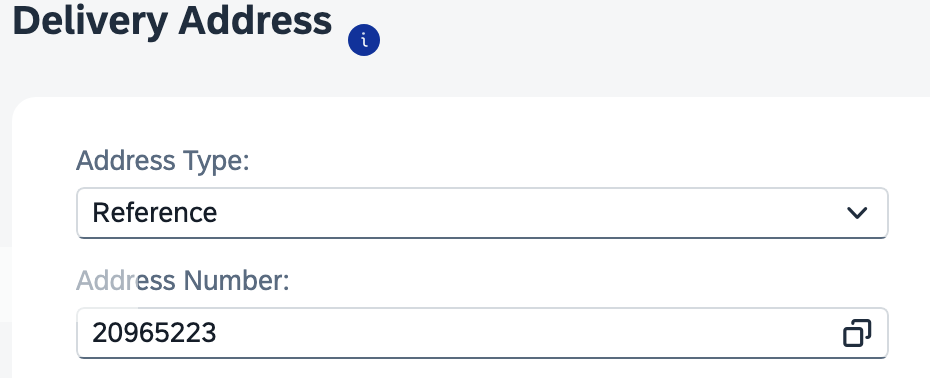 Delivery Address
i
Address Type:
Reference
Address Number:
20965223